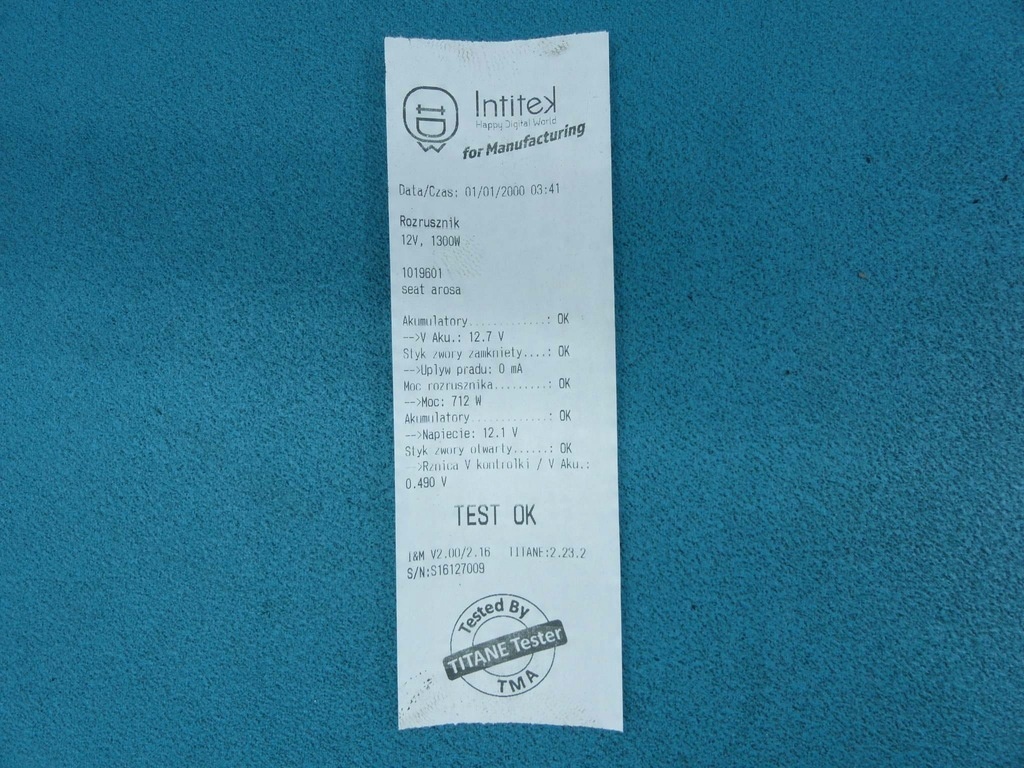 Intitek
Happy Digital World
for Manufacturing
Data/Czas: 01/01/2000 03:41
Rozrusznik
12V, 1300W
1019601
seat arosa
Akumulatory.............: OK
-->V Aku.: 12.7 V
Styk zwory zamkniety....: OK
-->Uplyw pradu: 0 mA
Moc rozrusznika.........: OK
-->Moc: 712 W
Akumulatory.............: OK
-->Napiecie: 12.1 V
Styk zwory otwarty......: OK
-->Rznica V kontrolki / V Aku.:
0.490 V
TEST OK
I&M V2.00/2.16 TITANE:2.23.2
S/N:S16127009
Tested By
TITANE Tester
TMA